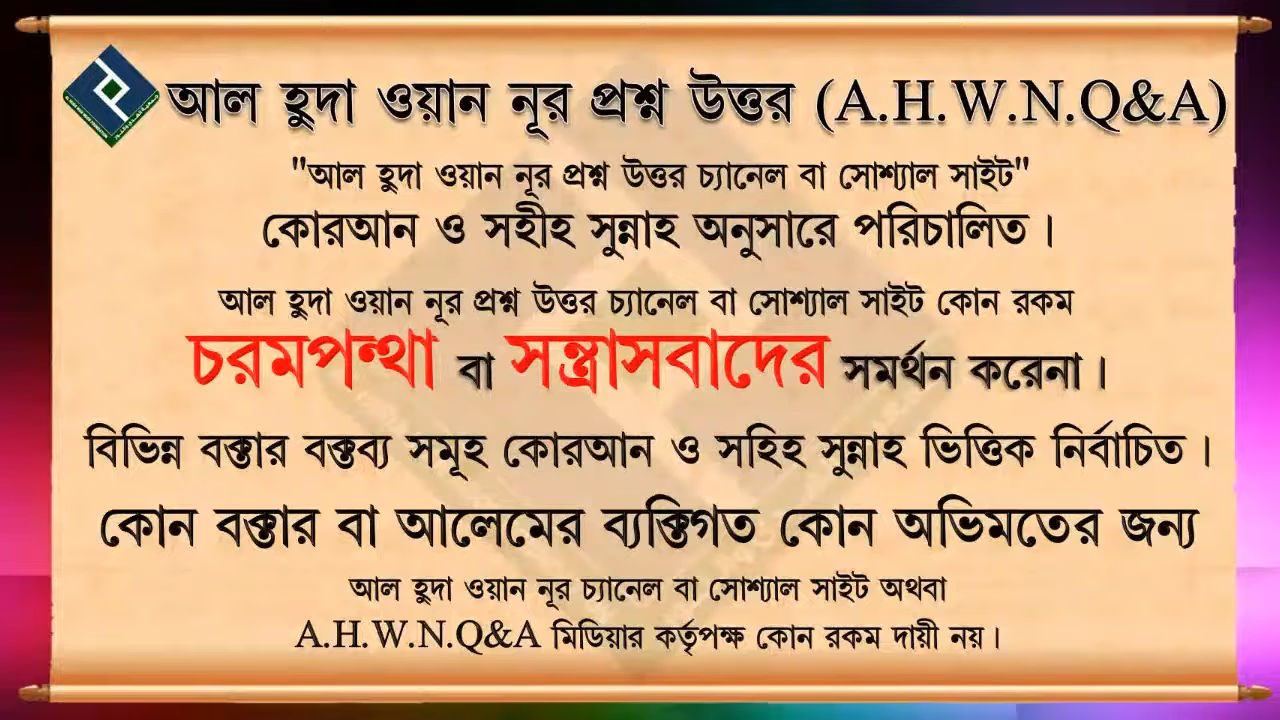 আল হুদা ওয়ান নূর প্রশ্ন উত্তর (A.H.W.N.Q&A)
"আল হুদা ওয়ান নূর প্রশ্ন উত্তর চ্যানেল বা সোশ্যাল সাইট"
কোরআন ও সহীহ সুন্নাহ অনুসারে পরিচালিত।
আল হুদা ওয়ান নূর প্রশ্ন উত্তর চ্যানেল বা সোশ্যাল সাইট কোন রকম
চরমপন্থা বা সন্ত্রাসবাদের সমর্থন করেনা।
বিভিন্ন বক্তার বক্তব্য সমূহ কোরআন ও সহিহ সুন্নাহ ভিত্তিক নির্বাচিত।
কোন বক্তার বা আলেমের ব্যক্তিগত কোন অভিমতের জন্য
আল হুদা ওয়ান নূর চ্যানেল বা সোশ্যাল সাইট অথবা
A.H.W.N.Q&A মিডিয়ার কর্তৃপক্ষ কোন রকম দায়ী নয়।